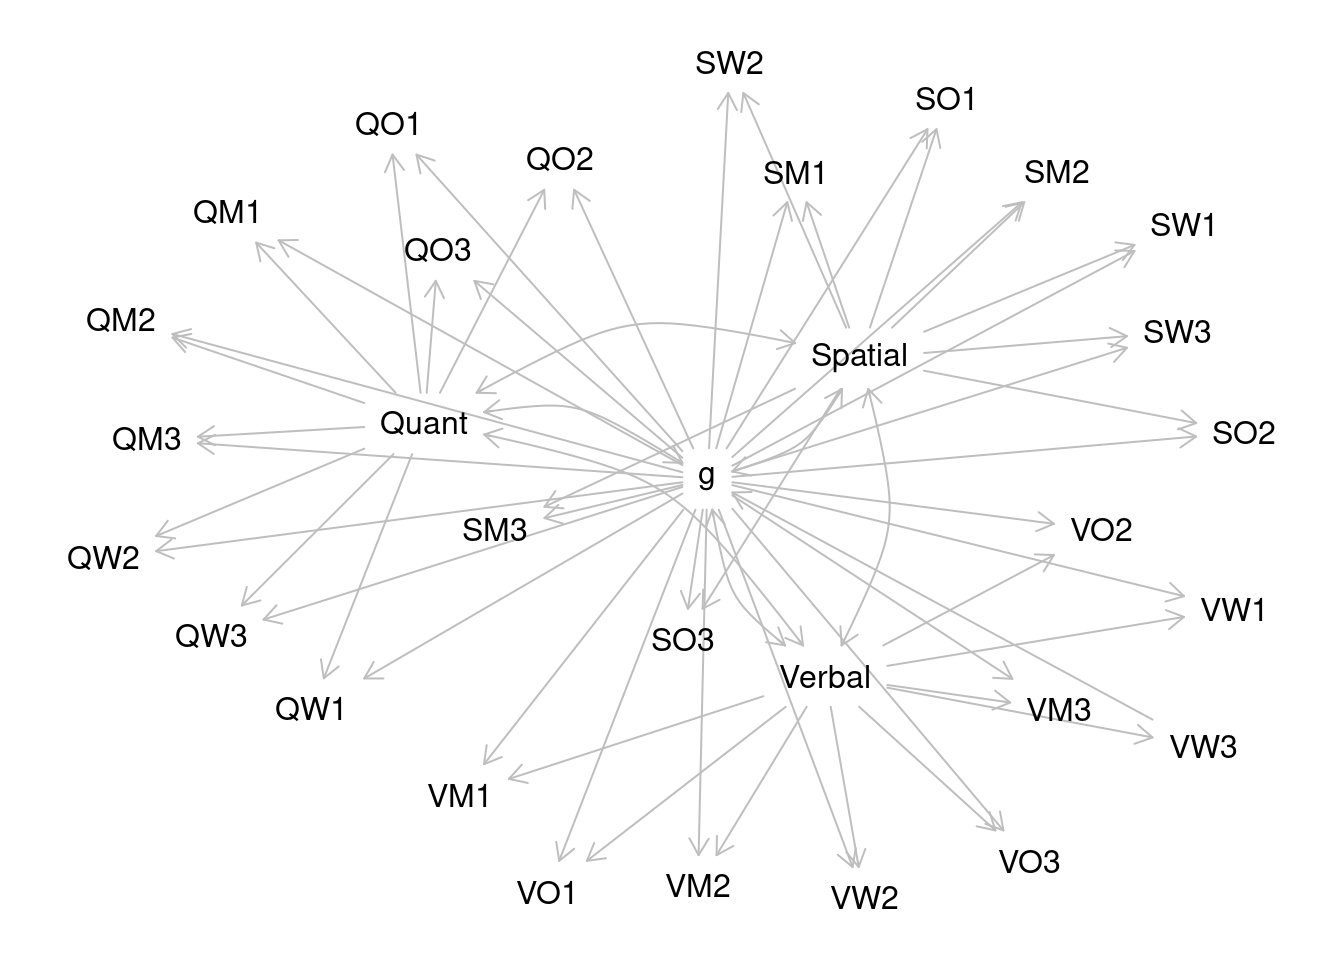 SW2
SO1
QO1
QO2
SM1
SM2
QM1
SW1
QO3
QM2
SW3
Spatial
Quant
SO2
QM3
g
SM3
VO2
QW2
VW1
QW3
SO3
Verbal
QW1
VM3
VW3
VM1
VO3
VM2
VO1
VW2